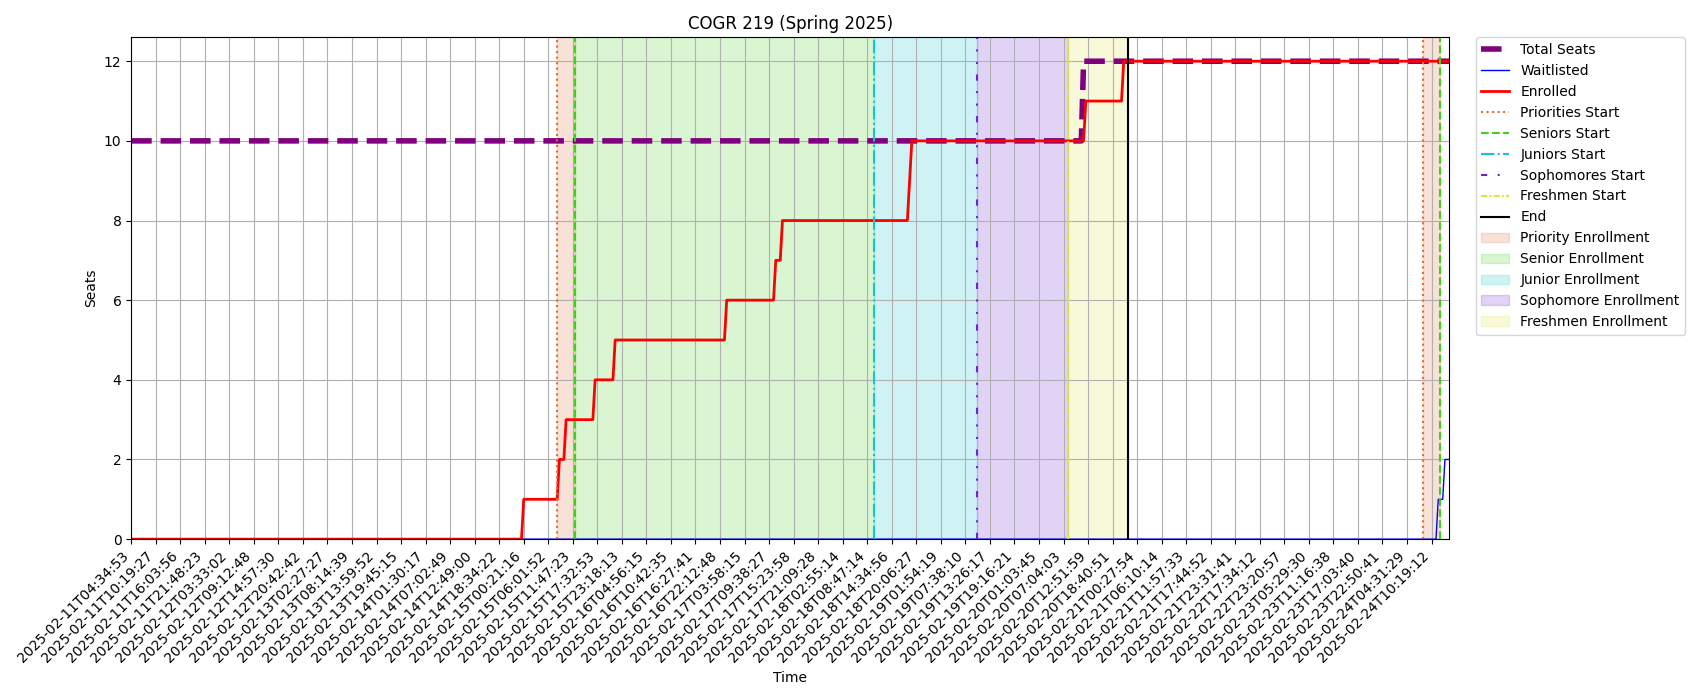 COGR 219 (Spring 2025)
Seats
12
10
8
6
4
2
0
2025-02-11T04:34:53
2025-02-11T10:19:27
2025-02-11T16:03:56
2025-02-11T21:48:23
2025-02-12T03:33:02
2025-02-12T09:12:48
2025-02-12T14:57:30
2025-02-12T20:42:42
2025-02-13T02:27:27
2025-02-13T08:14:39
2025-02-13T13:59:52
2025-02-13T19:45:15
2025-02-14T01:30:17
2025-02-14T07:02:49
2025-02-14T12:49:00
2025-02-14T18:34:22
2025-02-15T00:21:16
2025-02-15T06:01:52
2025-02-15T11:47:23
2025-02-15T17:32:53
2025-02-15T23:18:13
2025-02-16T04:56:15
2025-02-16T10:42:35
2025-02-16T16:27:41
2025-02-16T22:12:48
2025-02-17T03:58:15
2025-02-17T09:38:27
2025-02-17T15:23:58
2025-02-17T21:09:28
2025-02-18T02:55:14
2025-02-18T08:47:14
2025-02-18T14:34:56
2025-02-18T20:06:27
2025-02-19T01:54:19
2025-02-19T07:38:10
2025-02-19T13:26:17
2025-02-19T19:16:21
2025-02-20T01:03:45
2025-02-20T07:04:03
2025-02-20T12:51:59
2025-02-20T18:40:51
2025-02-21T00:27:54
2025-02-21T06:10:14
2025-02-21T11:57:33
2025-02-21T17:44:52
2025-02-21T23:31:41
2025-02-22T17:34:12
2025-02-22T23:20:57
2025-02-23T05:29:30
2025-02-23T11:16:38
2025-02-23T17:03:40
2025-02-23T22:50:41
2025-02-24T04:31:29
2025-02-24T10:19:12
Time
Total Seats
Waitlisted
Enrolled
Priorities Start
Seniors Start
Juniors Start
Sophomores Start
Freshmen Start
End
Priority Enrollment
Senior Enrollment
Junior Enrollment
Sophomore Enrollment
Freshmen Enrollment